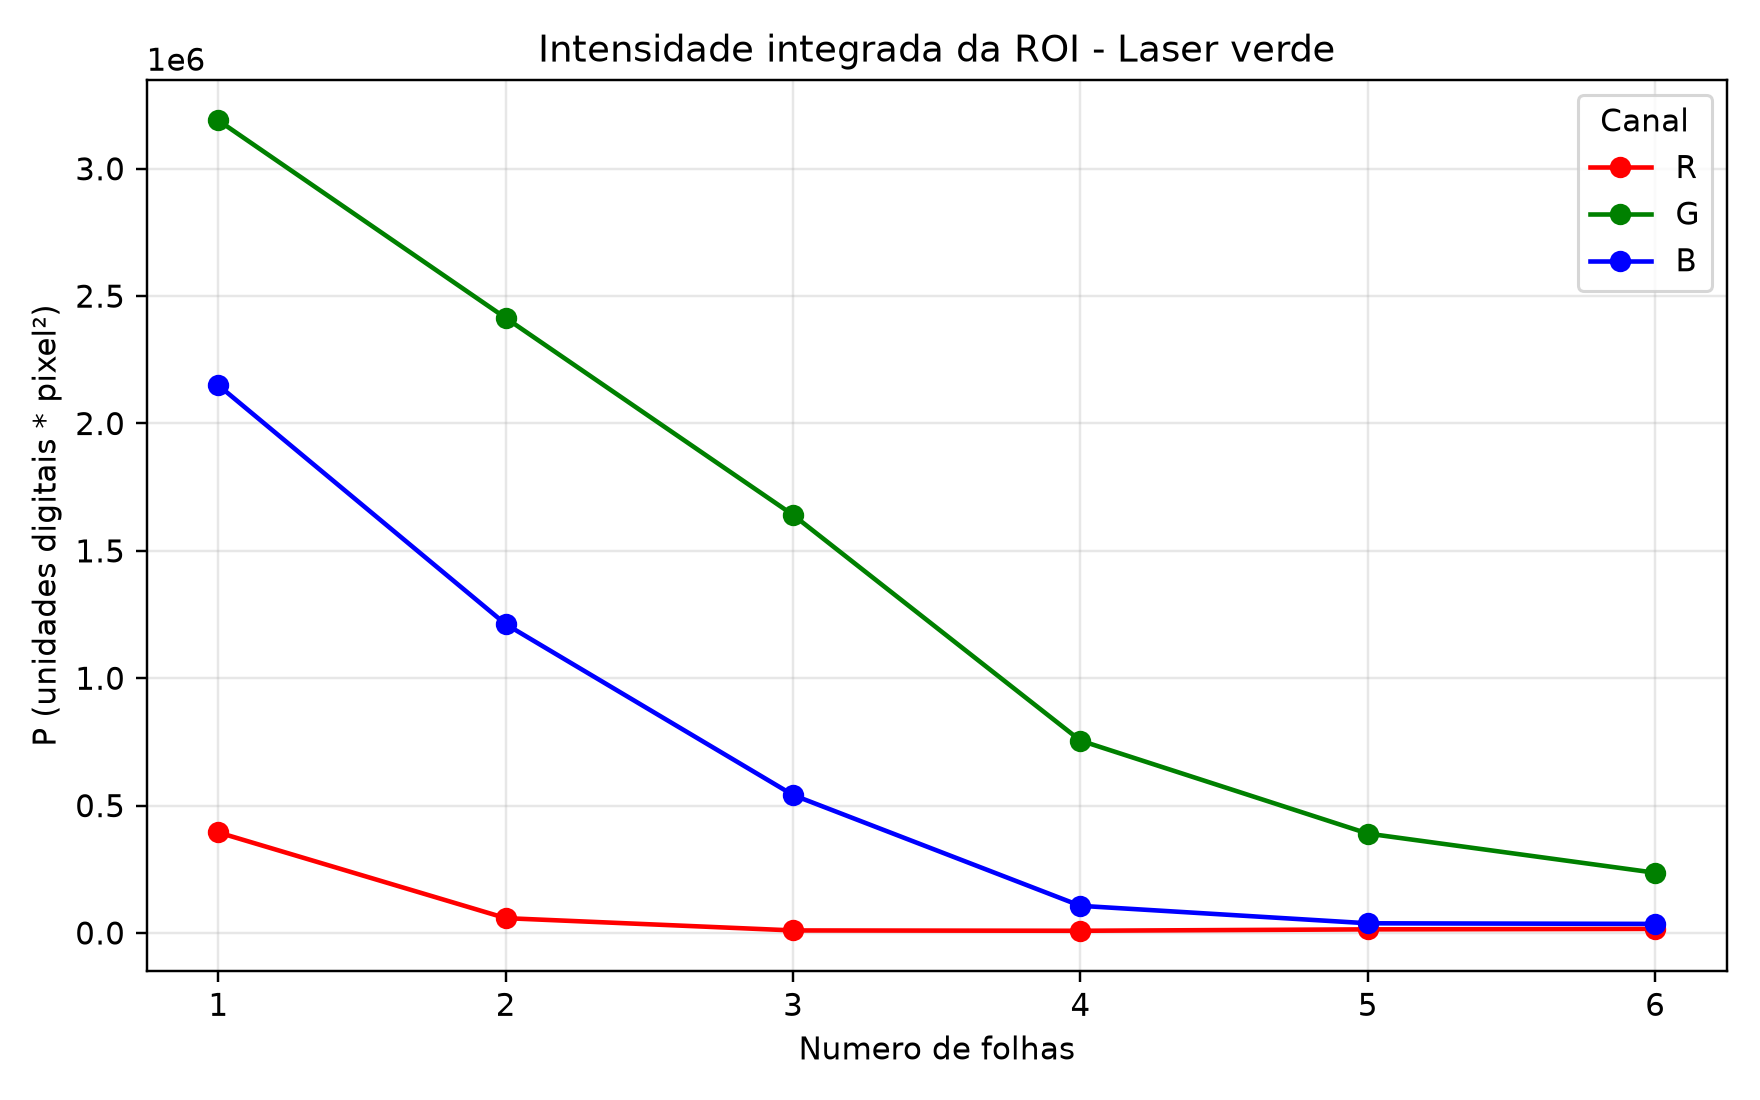 Intensidade integrada da ROI - Laser verde
1e6
Canal
R
G
B
3.0
2.5
2.0
1.5
1.0
0.5
0.0
P (unidades digitais * pixel²)
1 2 3 4 5 6
Numero de folhas